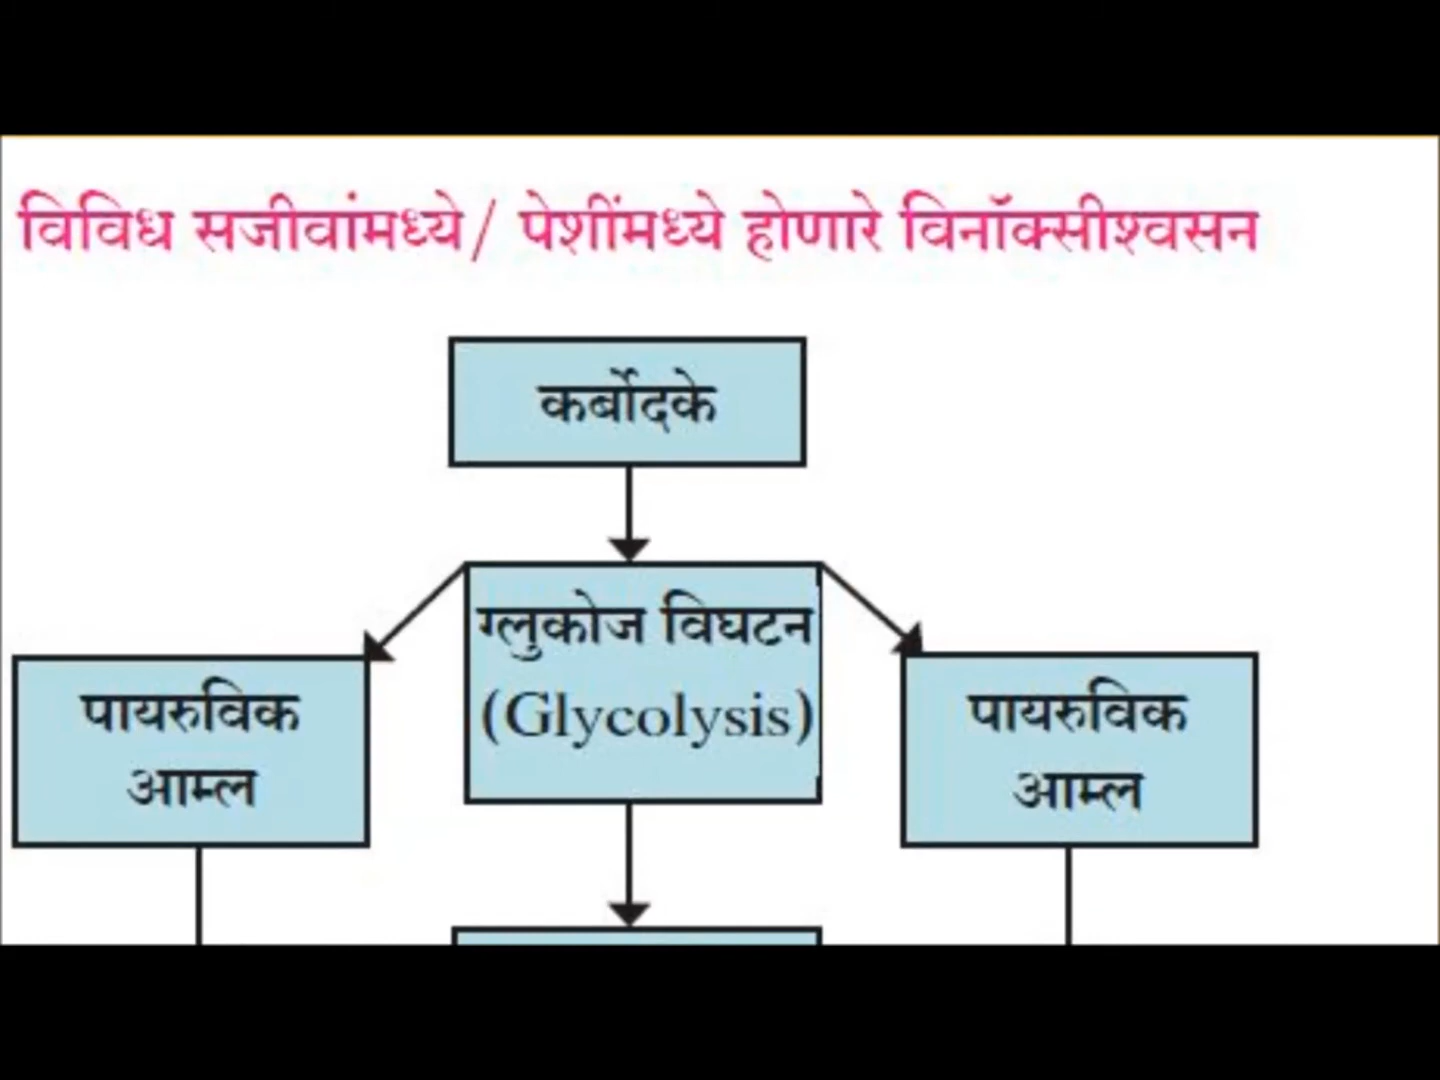 विविध सजीवांमध्ये/ पेशींमध्ये होणारे विनॉक्सीश्वसन
कर्बोदके
ग्लुकोज विघटन
(Glycolysis)
पायरुविक
आम्ल
पायरुविक
आम्ल